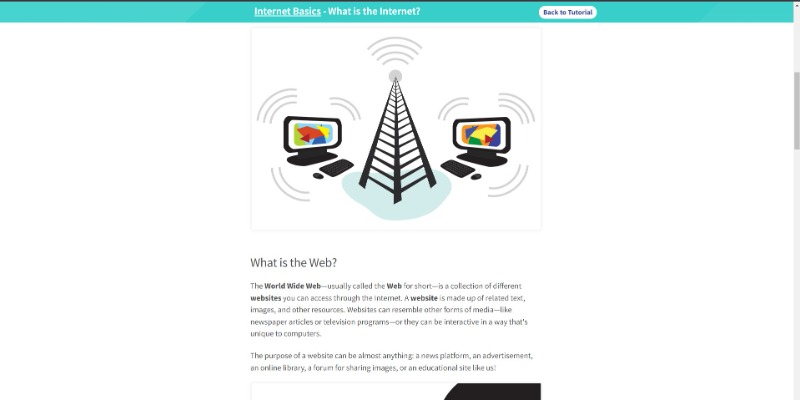 Internet Basics - What is the Internet?
Back to Tutorial
What is the Web?
The World Wide Web—usually called the Web for short—is a collection of different
websites you can access through the Internet. A website is made up of related text,
images, and other resources. Websites can resemble other forms of media—like
newspaper articles or television programs—or they can be interactive in a way that's
unique to computers.
The purpose of a website can be almost anything: a news platform, an advertisement,
an online library, a forum for sharing images, or an educational site like us!